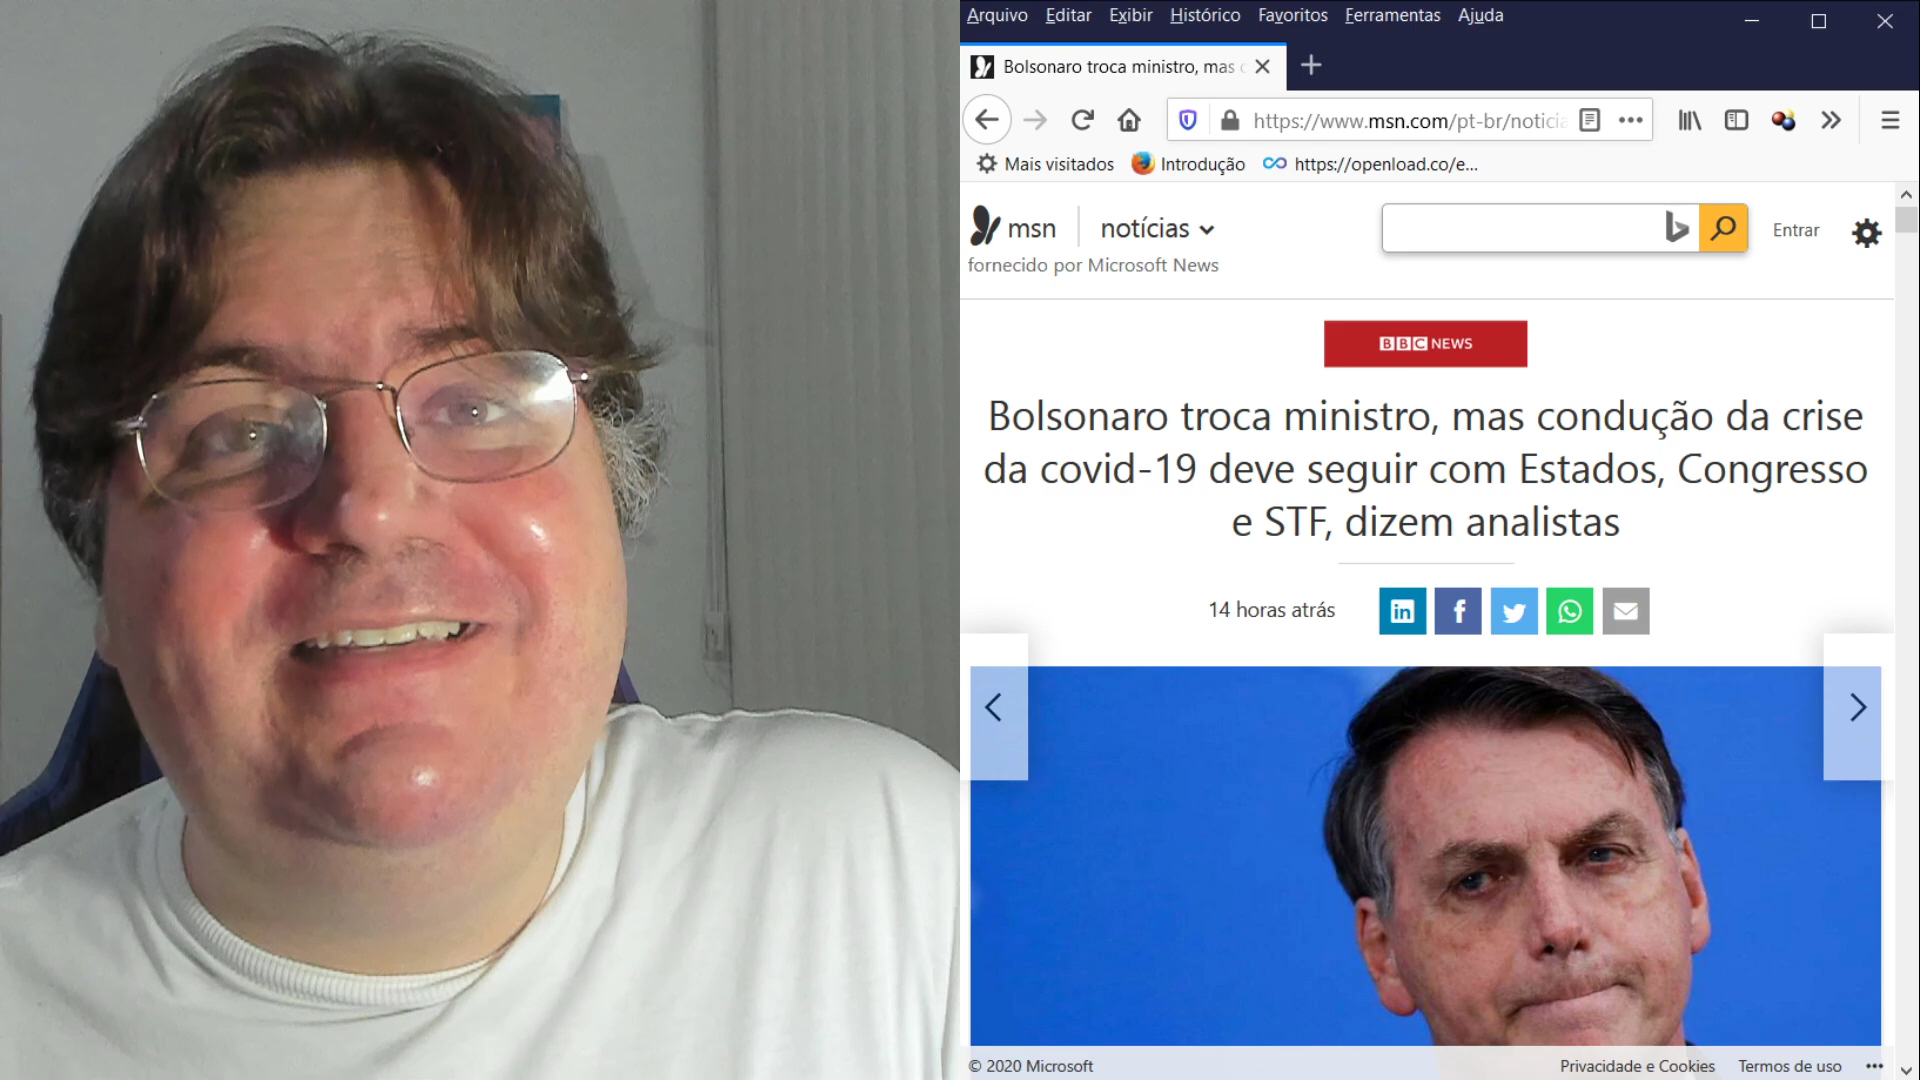 Arquivo Editar Exibir Histórico Favoritos Ferramentas Ajuda
Bolsonaro troca ministro, mas
https://www.msn.com/pt-br/noticia
Mais visitados Introdução https://openload.co/e...
msn notícias Entrar
fornecido por Microsoft News
BBC NEWS
Bolsonaro troca ministro, mas condução da crise
da covid-19 deve seguir com Estados, Congresso
e STF, dizem analistas
14 horas atrás
© 2020 Microsoft Privacidade e Cookies Termos de uso